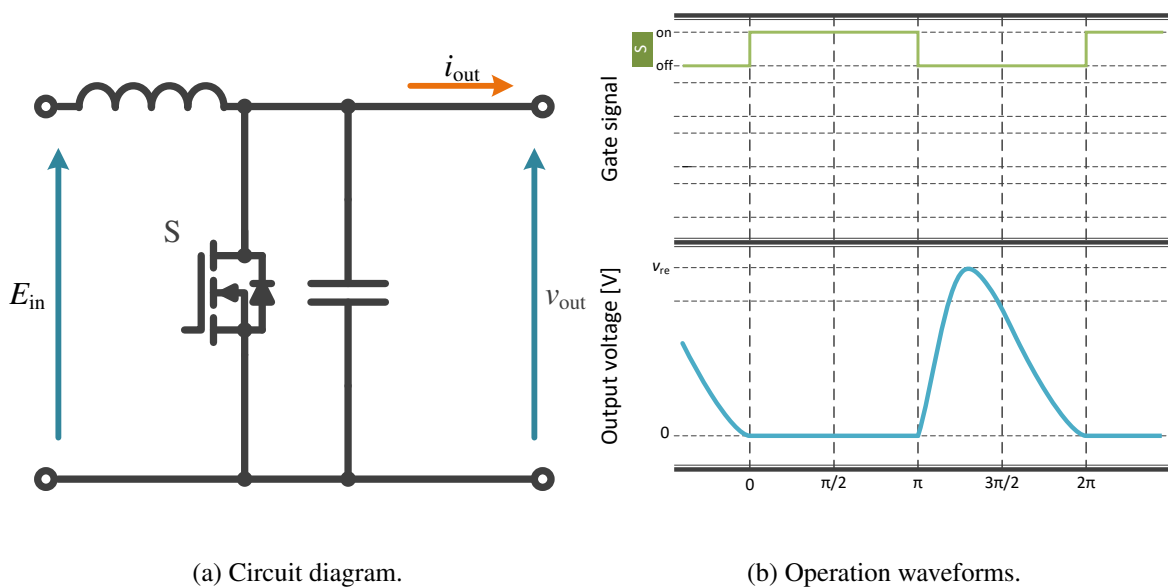 i_out
S
E_in
v_out
(a) Circuit diagram.
S
on
off
Gate signal
v_re
Output voltage [V]
0
0
π/2
π
3π/2
2π
(b) Operation waveforms.